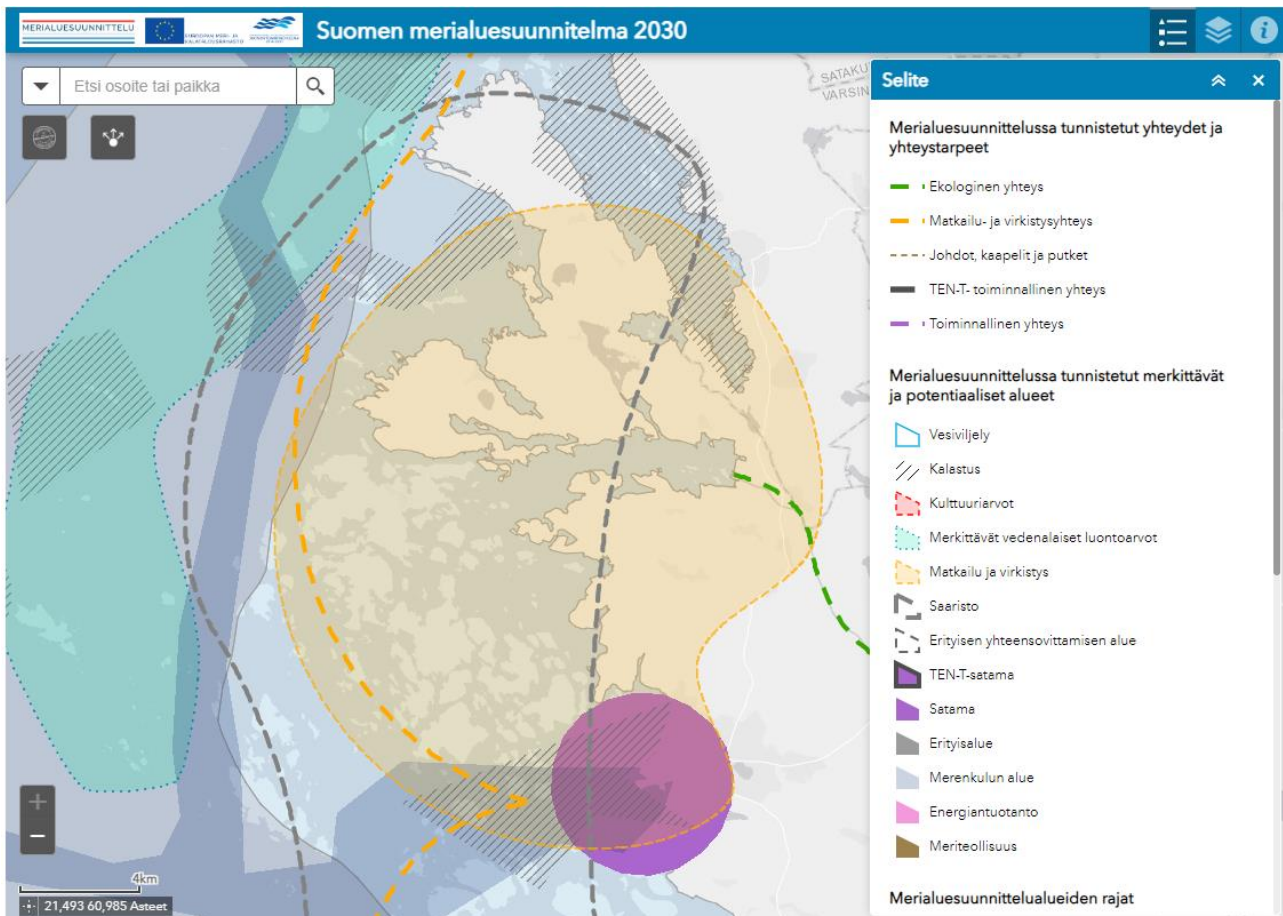 MERIALUESUUNNITTELU
Suomen merialuesuunnitelma 2030
Etsi osoite tai paikka
SATAKU
VARSIN
Selite
Merialuesuunnittelussa tunnistetut yhteydet ja
yhteystarpeet
Ekologinen yhteys
Matkailu- ja virkistysyhteys
Johdot, kaapelit ja putket
TEN-T- toiminnallinen yhteys
Toiminnallinen yhteys
Merialuesuunnittelussa tunnistetut merkittävät
ja potentiaaliset alueet
Vesiviljely
Kalastus
Kulttuuriarvot
Merkittävät vedenalaiset luontoarvot
Matkailu ja virkistys
Saaristo
Erityisen yhteensovittamisen alue
TEN-T-satama
Satama
Erityisalue
Merenkulun alue
Energiantuotanto
Meriteollisuus
Merialuesuunnittelualueiden rajat
4km
21,493 60,985 Asteet